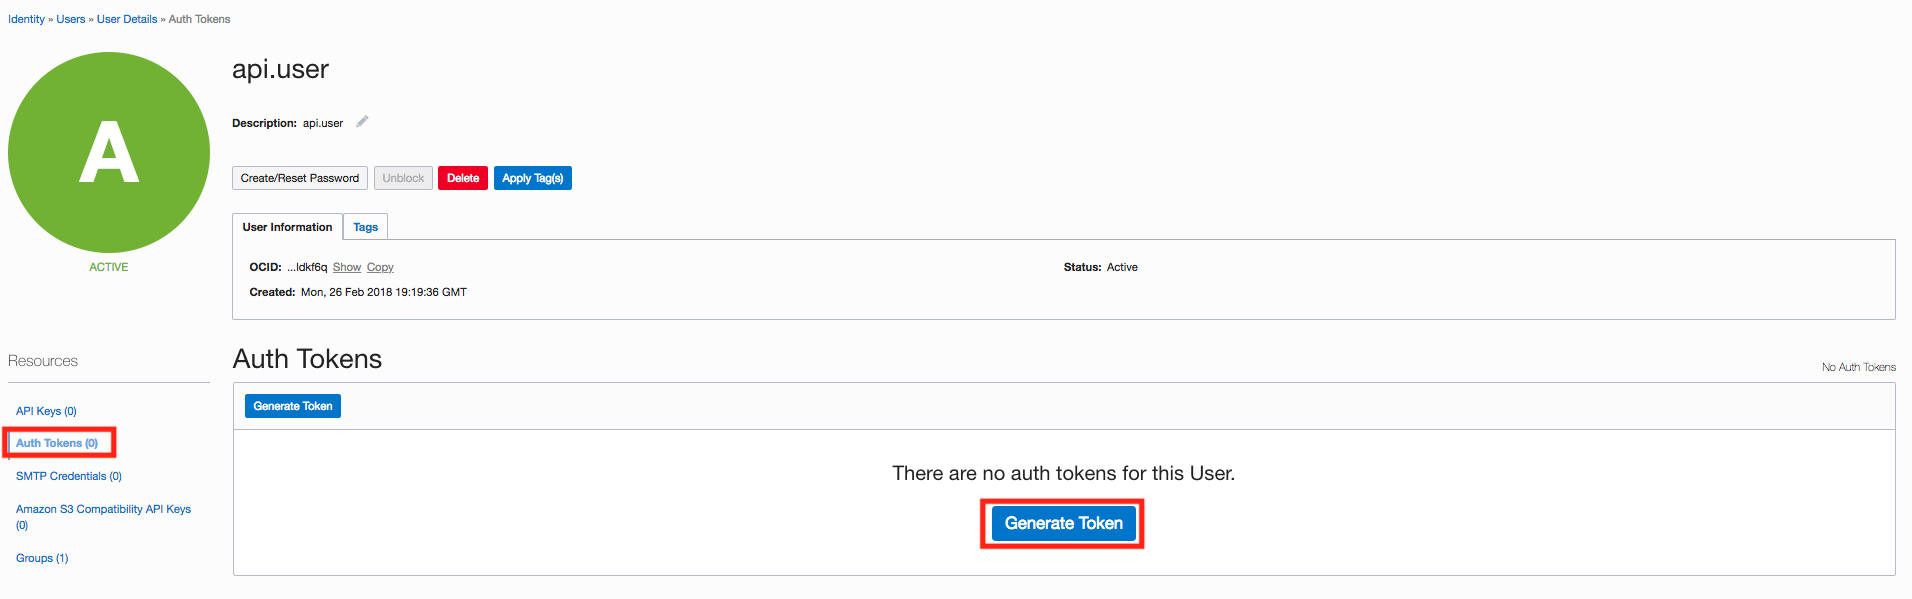 Identity » Users » User Details » Auth Tokens
A
ACTIVE
api.user
Description: api.user
Create/Reset Password Unblock Delete Apply Tag(s)
User Information Tags
OCID: ...ldkf6q Show Copy
Status: Active
Created: Mon, 26 Feb 2018 19:19:36 GMT
Resources
API Keys (0)
Auth Tokens (0)
SMTP Credentials (0)
Amazon S3 Compatibility API Keys
(0)
Groups (1)
Auth Tokens
No Auth Tokens
Generate Token
There are no auth tokens for this User.
Generate Token